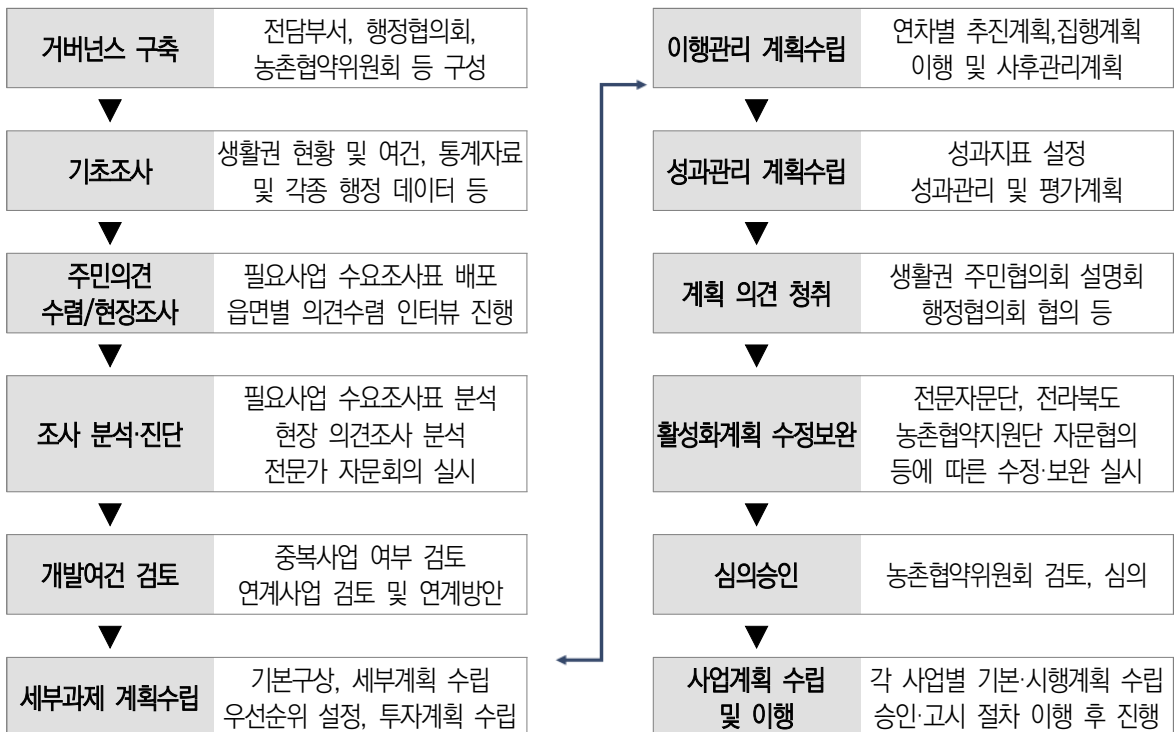 거버넌스 구축
전담부서, 행정협의회,
농촌협약위원회 등 구성
▼
기초조사
생활권 현황 및 여건, 통계자료
및 각종 행정 데이터 등
▼
주민의견
수렴/현장조사
필요사업 수요조사표 배포
읍면별 의견수렴 인터뷰 진행
▼
조사 분석·진단
필요사업 수요조사표 분석
현장 의견조사 분석
전문가 자문회의 실시
▼
개발여건 검토
중복사업 여부 검토
연계사업 검토 및 연계방안
▼
세부과제 계획수립
기본구상, 세부계획 수립
우선순위 설정, 투자계획 수립
이행관리 계획수립
연차별 추진계획,집행계획
이행 및 사후관리계획
▼
성과관리 계획수립
성과지표 설정
성과관리 및 평가계획
▼
계획 의견 청취
생활권 주민협의회 설명회
행정협의회 협의 등
▼
활성화계획 수정보완
전문자문단, 전라북도
농촌협약지원단 자문협의
등에 따른 수정·보완 실시
▼
심의승인
농촌협약위원회 검토, 심의
▼
사업계획 수립
및 이행
각 사업별 기본·시행계획 수립
승인·고시 절차 이행 후 진행